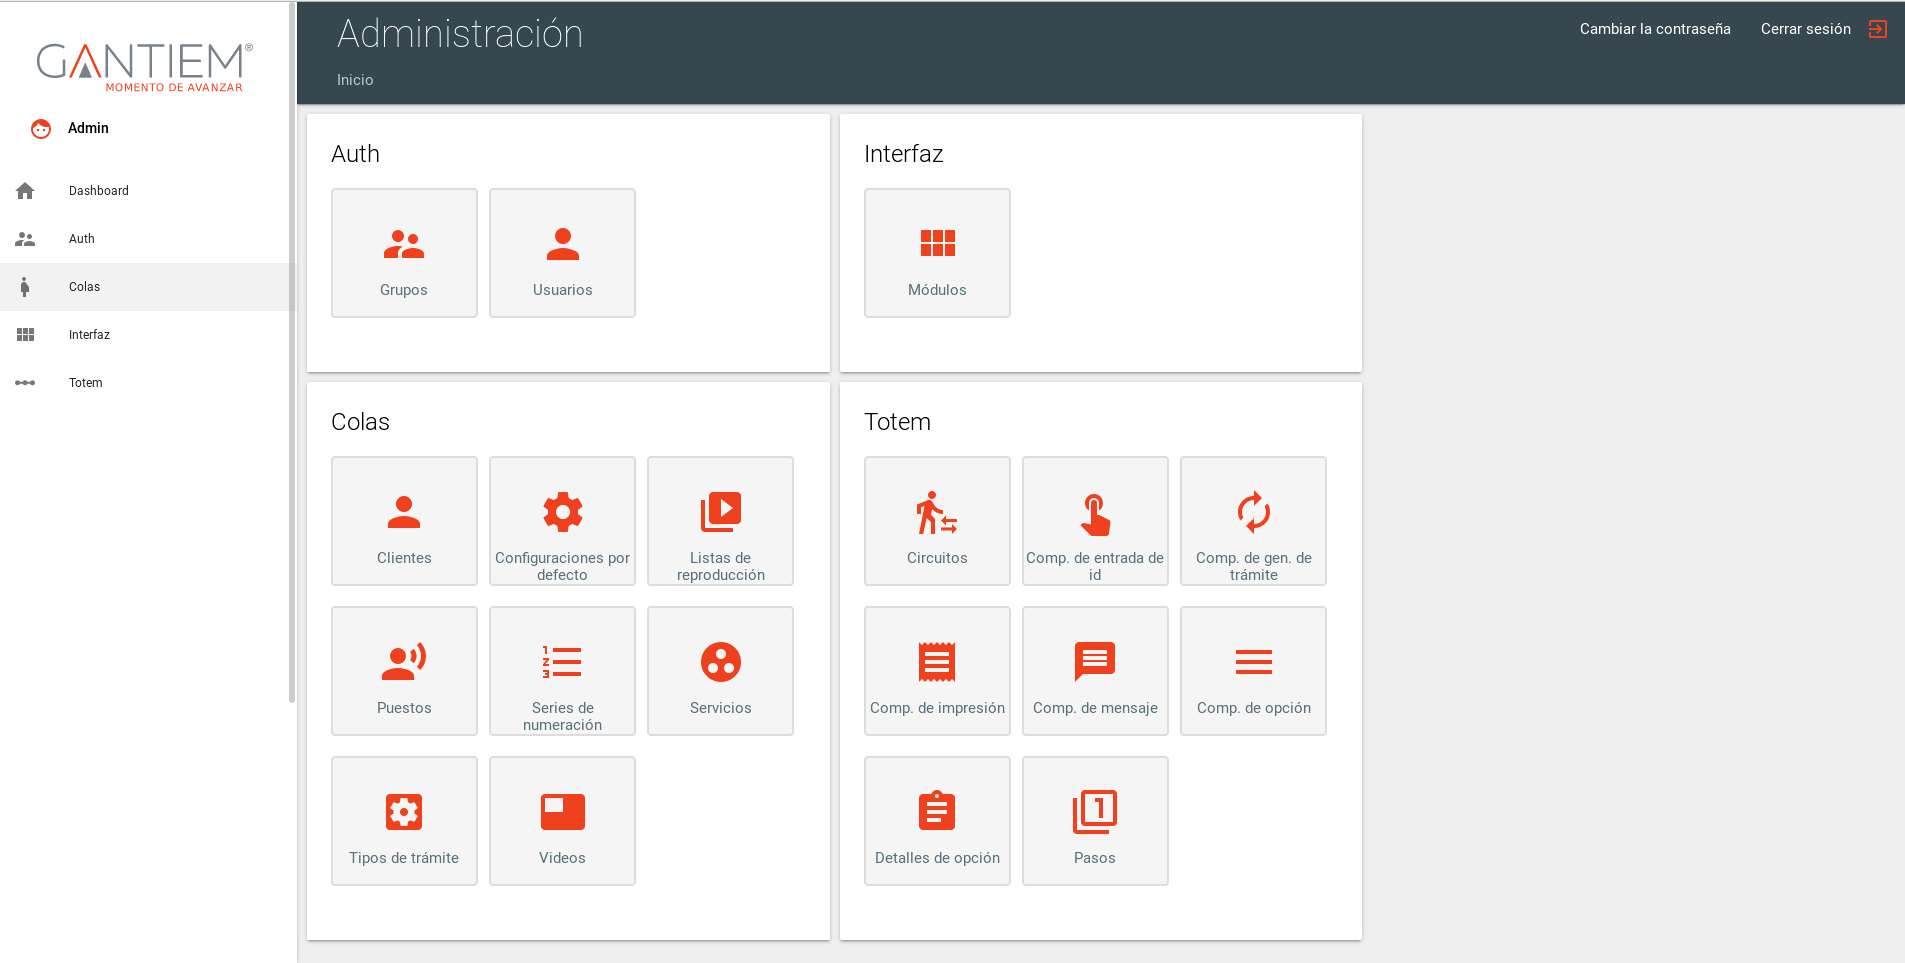 GANTIEM®
MOMENTO DE AVANZAR
Admin
Dashboard
Auth
Colas
Interfaz
Totem
Administración
Inicio
Cambiar la contraseña
Cerrar sesión
Auth
Grupos
Usuarios
Interfaz
Módulos
Colas
Clientes
Configuraciones por
defecto
Listas de
reproducción
Puestos
Series de
numeración
Servicios
Tipos de trámite
Videos
Totem
Circuitos
Comp. de entrada de
id
Comp. de gen. de
trámite
Comp. de impresión
Comp. de mensaje
Comp. de opción
Detalles de opción
1
Pasos